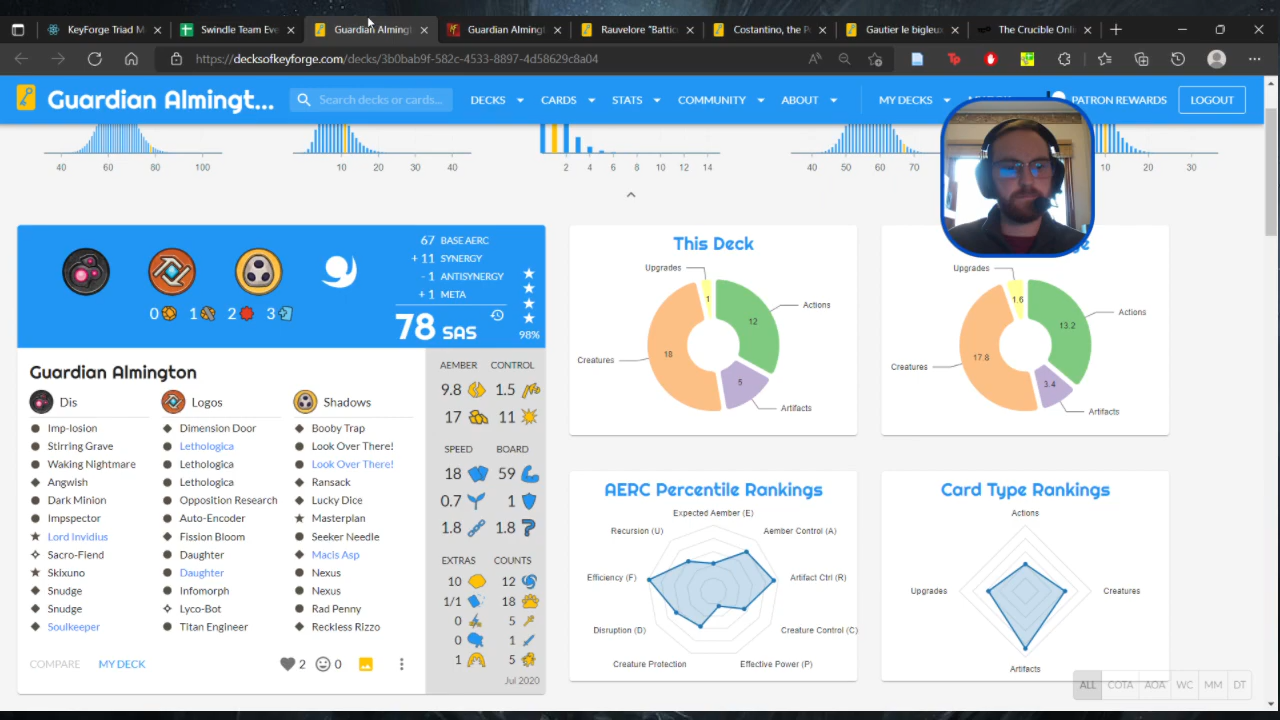 KeyForge Triad M
Swindle Team Eve
Guardian Almingt
Guardian Almingt
Rauvelore "Battic
Costantino, the P
Gautier le bigleux
The Crucible Onli
https://decksofkeyforge.com/decks/3b0bab9f-582c-4533-8897-4d58629c8a04
Guardian Almingt...
Search decks or cards...
DECKS
CARDS
STATS
COMMUNITY
ABOUT
MY DECKS
PATRON REWARDS
LOGOUT
40 60 80 100
10 20 30 40
2 4 6 8 10 12 14
40 50 60 70
10 20 30
67 BASE AERC
+ 11 SYNERGY
- 1 ANTISYNERGY
+ 1 META
0 1 2 3
78 SAS
98%
Guardian Almington
Dis
Imp-losion
Stirring Grave
Waking Nightmare
Angwish
Dark Minion
Impspector
Lord Invidius
Sacro-Fiend
Skixuno
Snudge
Snudge
Soulkeeper
Logos
Dimension Door
Lethologica
Lethologica
Lethologica
Opposition Research
Auto-Encoder
Fission Bloom
Daughter
Daughter
Infomorph
Lyco-Bot
Titan Engineer
Shadows
Booby Trap
Look Over There!
Look Over There!
Ransack
Lucky Dice
Masterplan
Seeker Needle
Macis Asp
Nexus
Nexus
Rad Penny
Reckless Rizzo
COMPARE
MY DECK
2
0
AEMBER CONTROL
9.8 1.5
17 11
SPEED BOARD
18 59
0.7 1
1.8 1.8
EXTRAS COUNTS
10 12
1/1 18
0 5
0 1
1 5
Jul 2020
This Deck
Upgrades
1
Actions
12
Creatures
18
5
Artifacts
Upgrades
1.6
Actions
13.2
Creatures
17.8
3.4
Artifacts
AERC Percentile Rankings
Expected Aember (E)
Recursion (U)
Aember Control (A)
Efficiency (F)
Artifact Ctrl (R)
Disruption (D)
Creature Control (C)
Creature Protection
Effective Power (P)
Card Type Rankings
Actions
Upgrades
Creatures
Artifacts
ALL COTA AOA WC MM DT